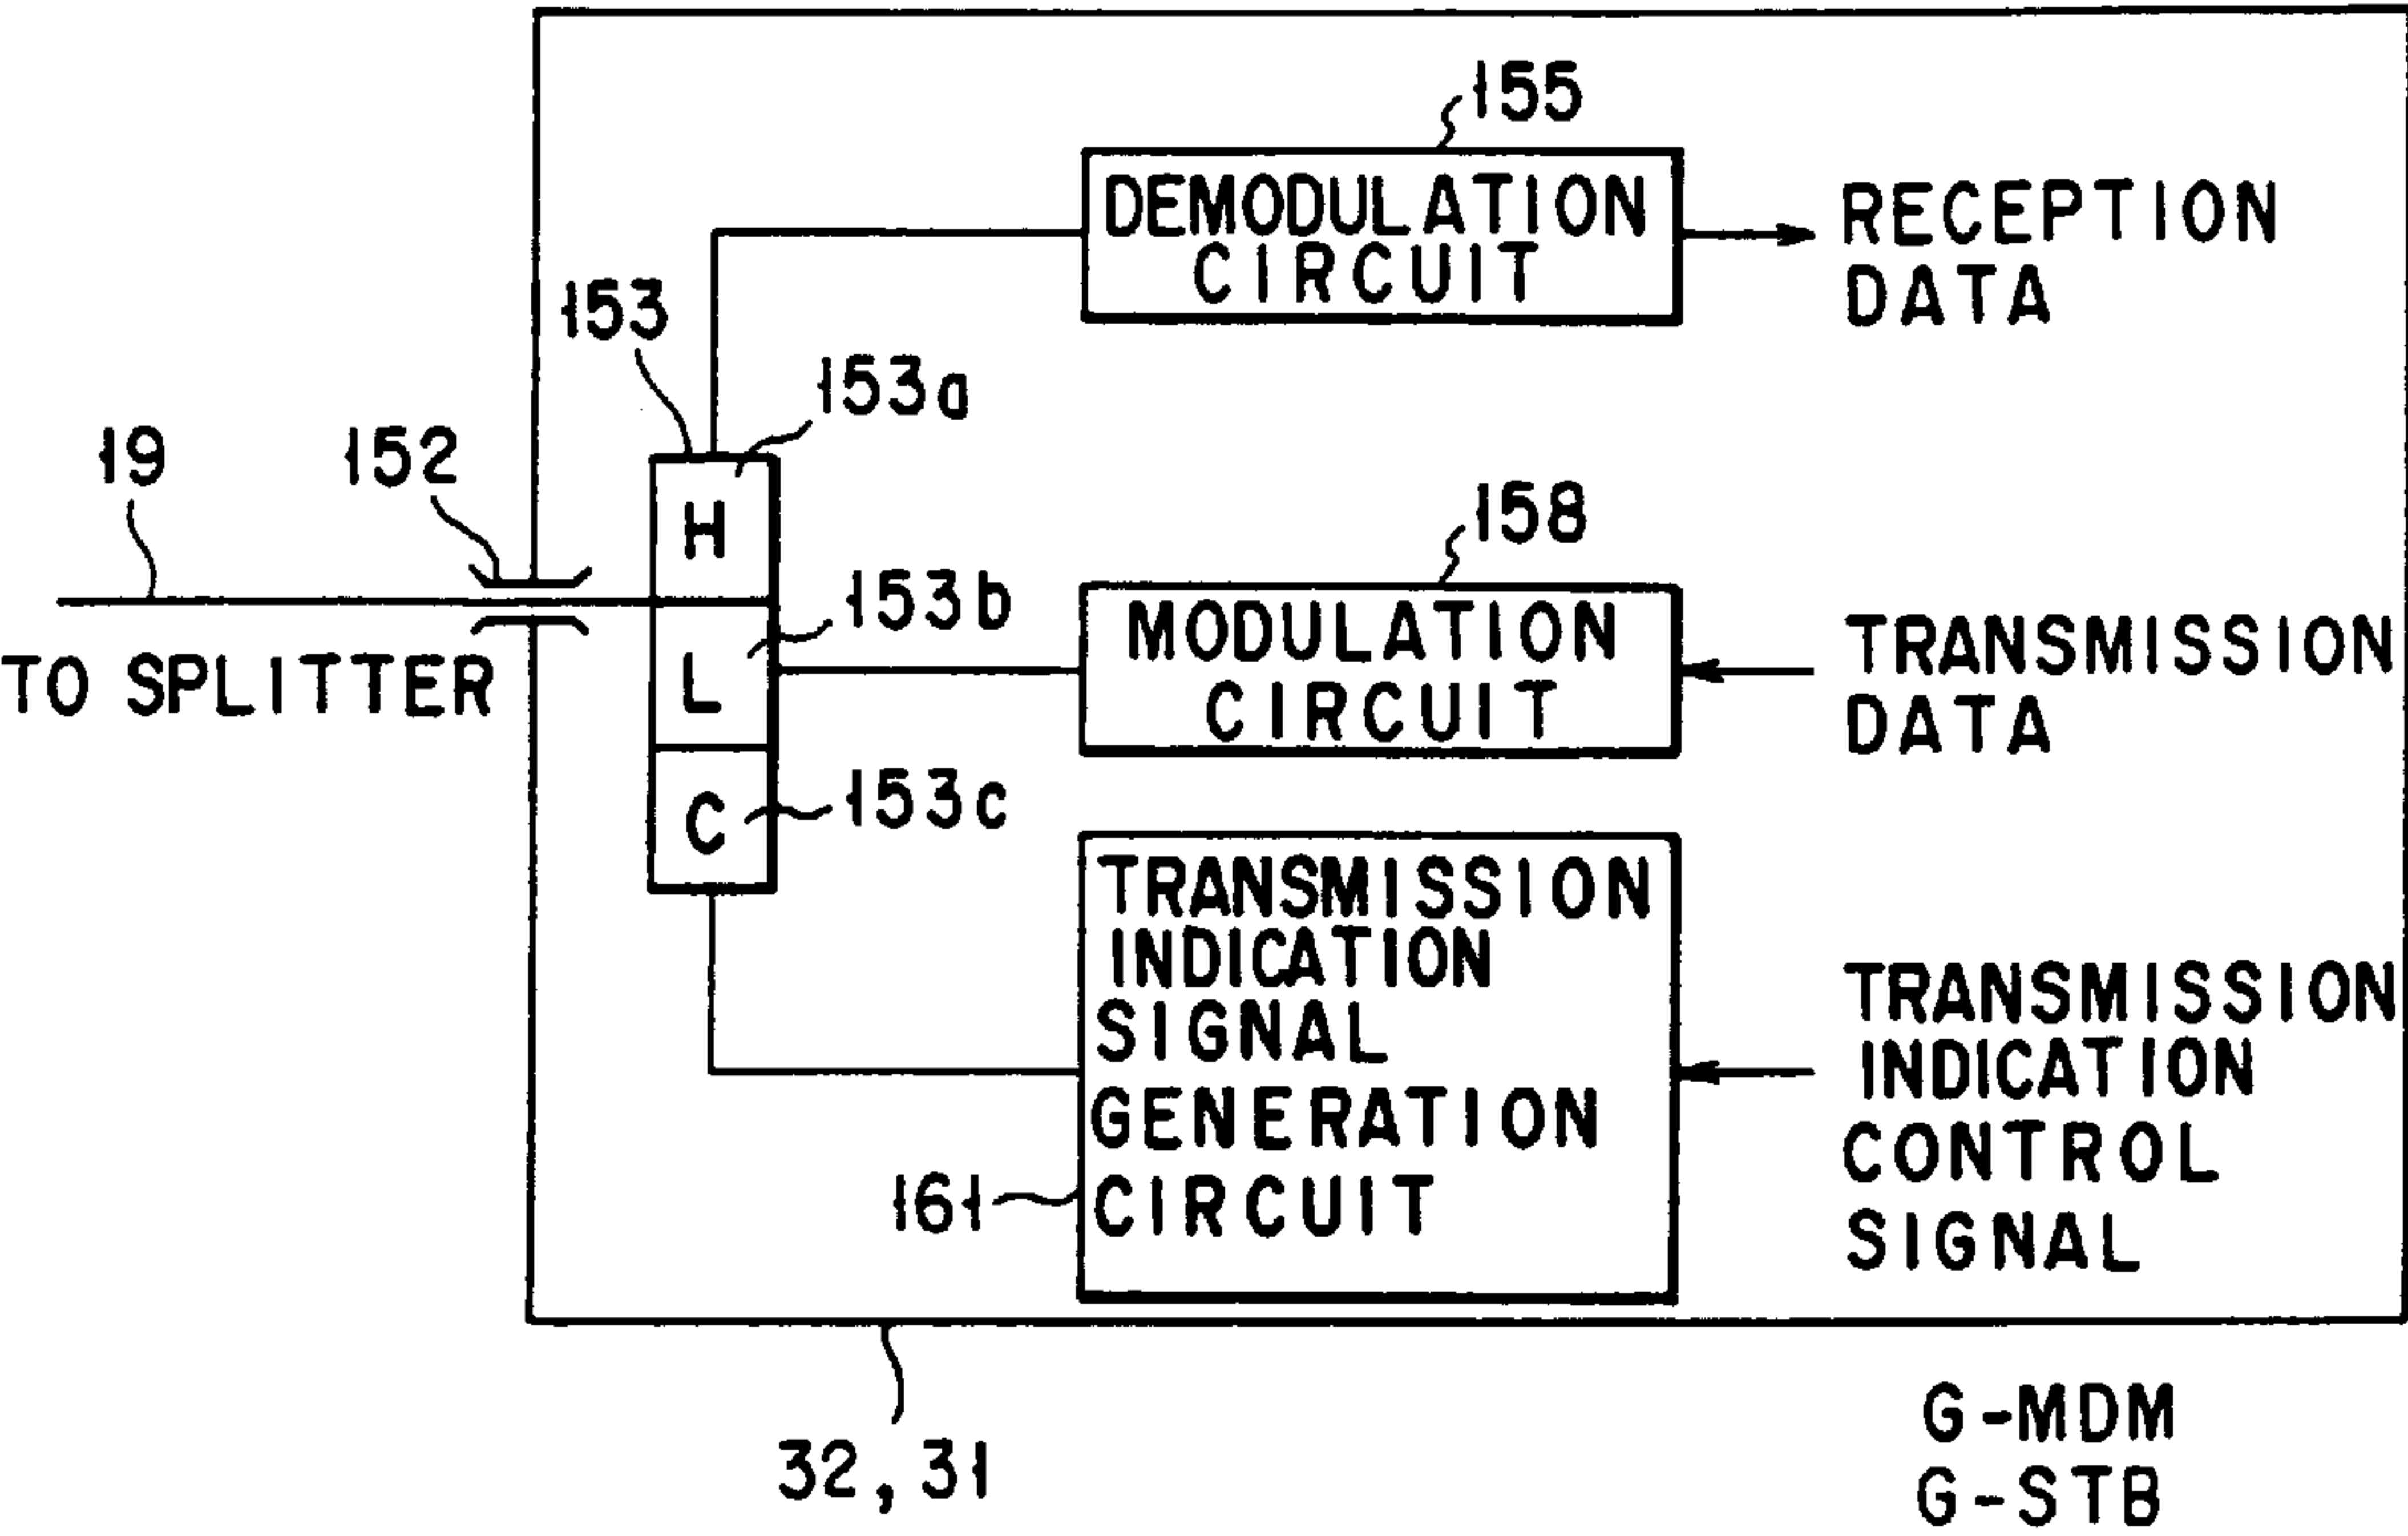 155
DEMODULATION
CIRCUIT
RECEPTION
DATA
153
153a
19
152
H
158
153b
MODULATION
CIRCUIT
TRANSMISSION
DATA
TO SPLITTER
L
C
153c
TRANSMISSION
INDICATION
SIGNAL
GENERATION
CIRCUIT
161
TRANSMISSION
INDICATION
CONTROL
SIGNAL
32, 31
G-MDM
G-STB